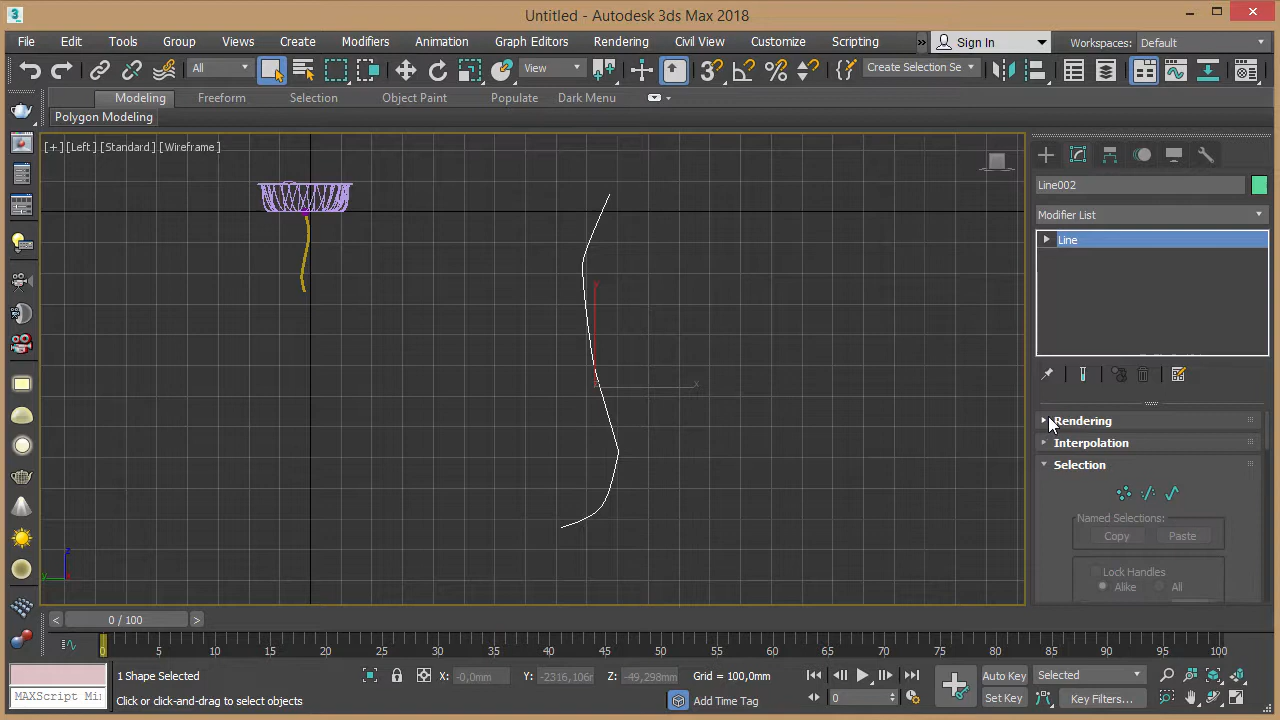 3 Untitled - Autodesk 3ds Max 2018
File Edit Tools Group Views Create Modifiers Animation Graph Editors Rendering Civil View Customize Scripting » Sign In Workspaces: Default
All View Create Selection Se
Modeling Freeform Selection Object Paint Populate Dark Menu
Polygon Modeling
[+] [Left] [Standard] [Wireframe]
Line002
Modifier List
Line
Rendering
Interpolation
Selection
Named Selections:
Copy Paste
Lock Handles
Alike All
x
z
y
< 0 / 100 >
0 5 10 15 20 25 30 35 40 45 50 55 60 65 70 75 80 85 90 95 100
1 Shape Selected X: -0,0mm Y: -2316,106r Z: -49,298mm Grid = 100,0mm Auto Key Selected
MAXScript Mi Click or click-and-drag to select objects Add Time Tag 0 Set Key Key Filters...